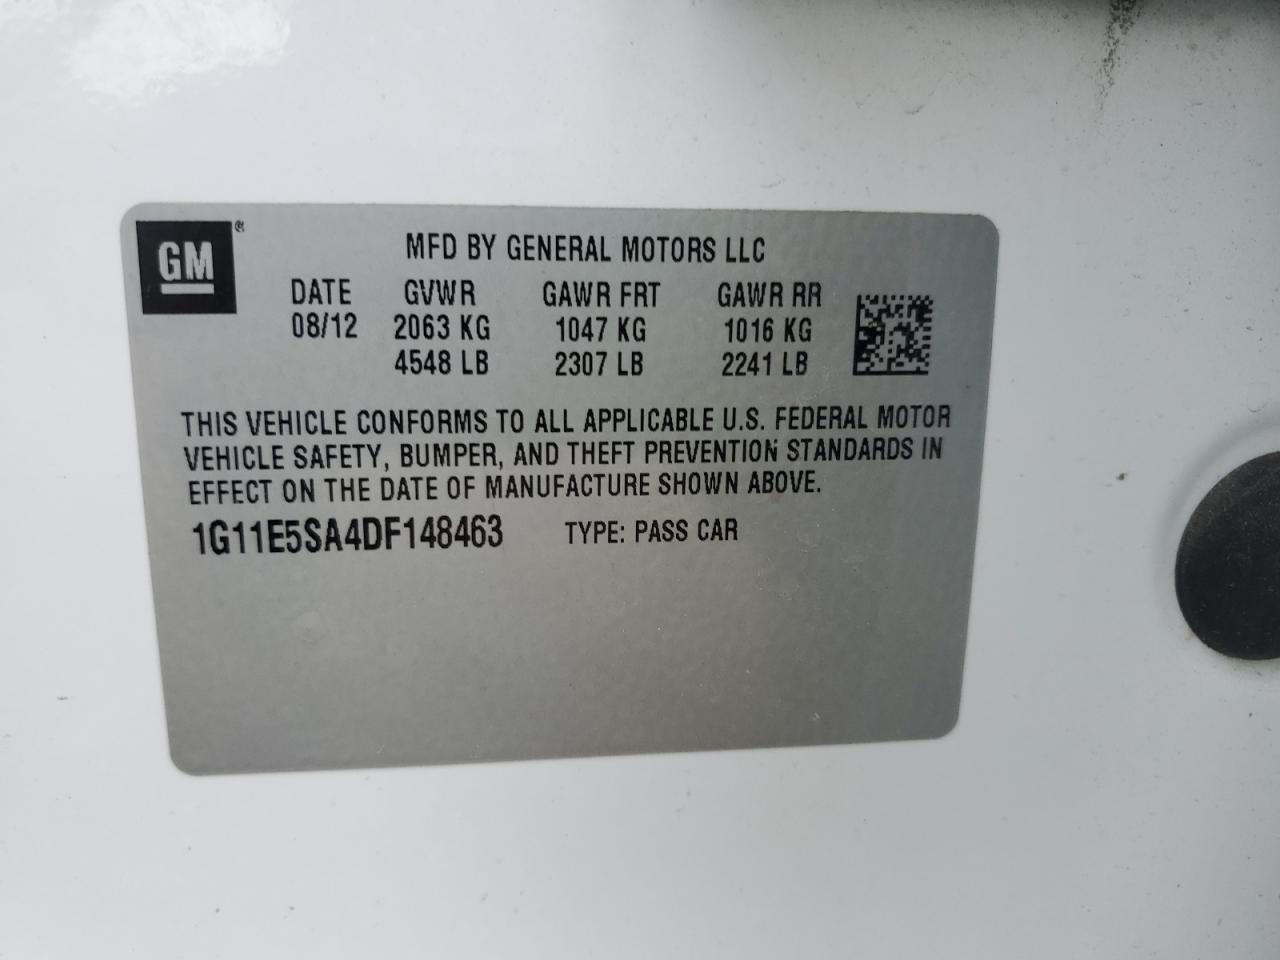 GM®
MFD BY GENERAL MOTORS LLC
DATE GVWR GAWR FRT GAWR RR
08/12 2063 KG 1047 KG 1016 KG
4548 LB 2307 LB 2241 LB
THIS VEHICLE CONFORMS TO ALL APPLICABLE U.S. FEDERAL MOTOR
VEHICLE SAFETY, BUMPER, AND THEFT PREVENTION STANDARDS IN
EFFECT ON THE DATE OF MANUFACTURE SHOWN ABOVE.
1G11E5SA4DF148463 TYPE: PASS CAR